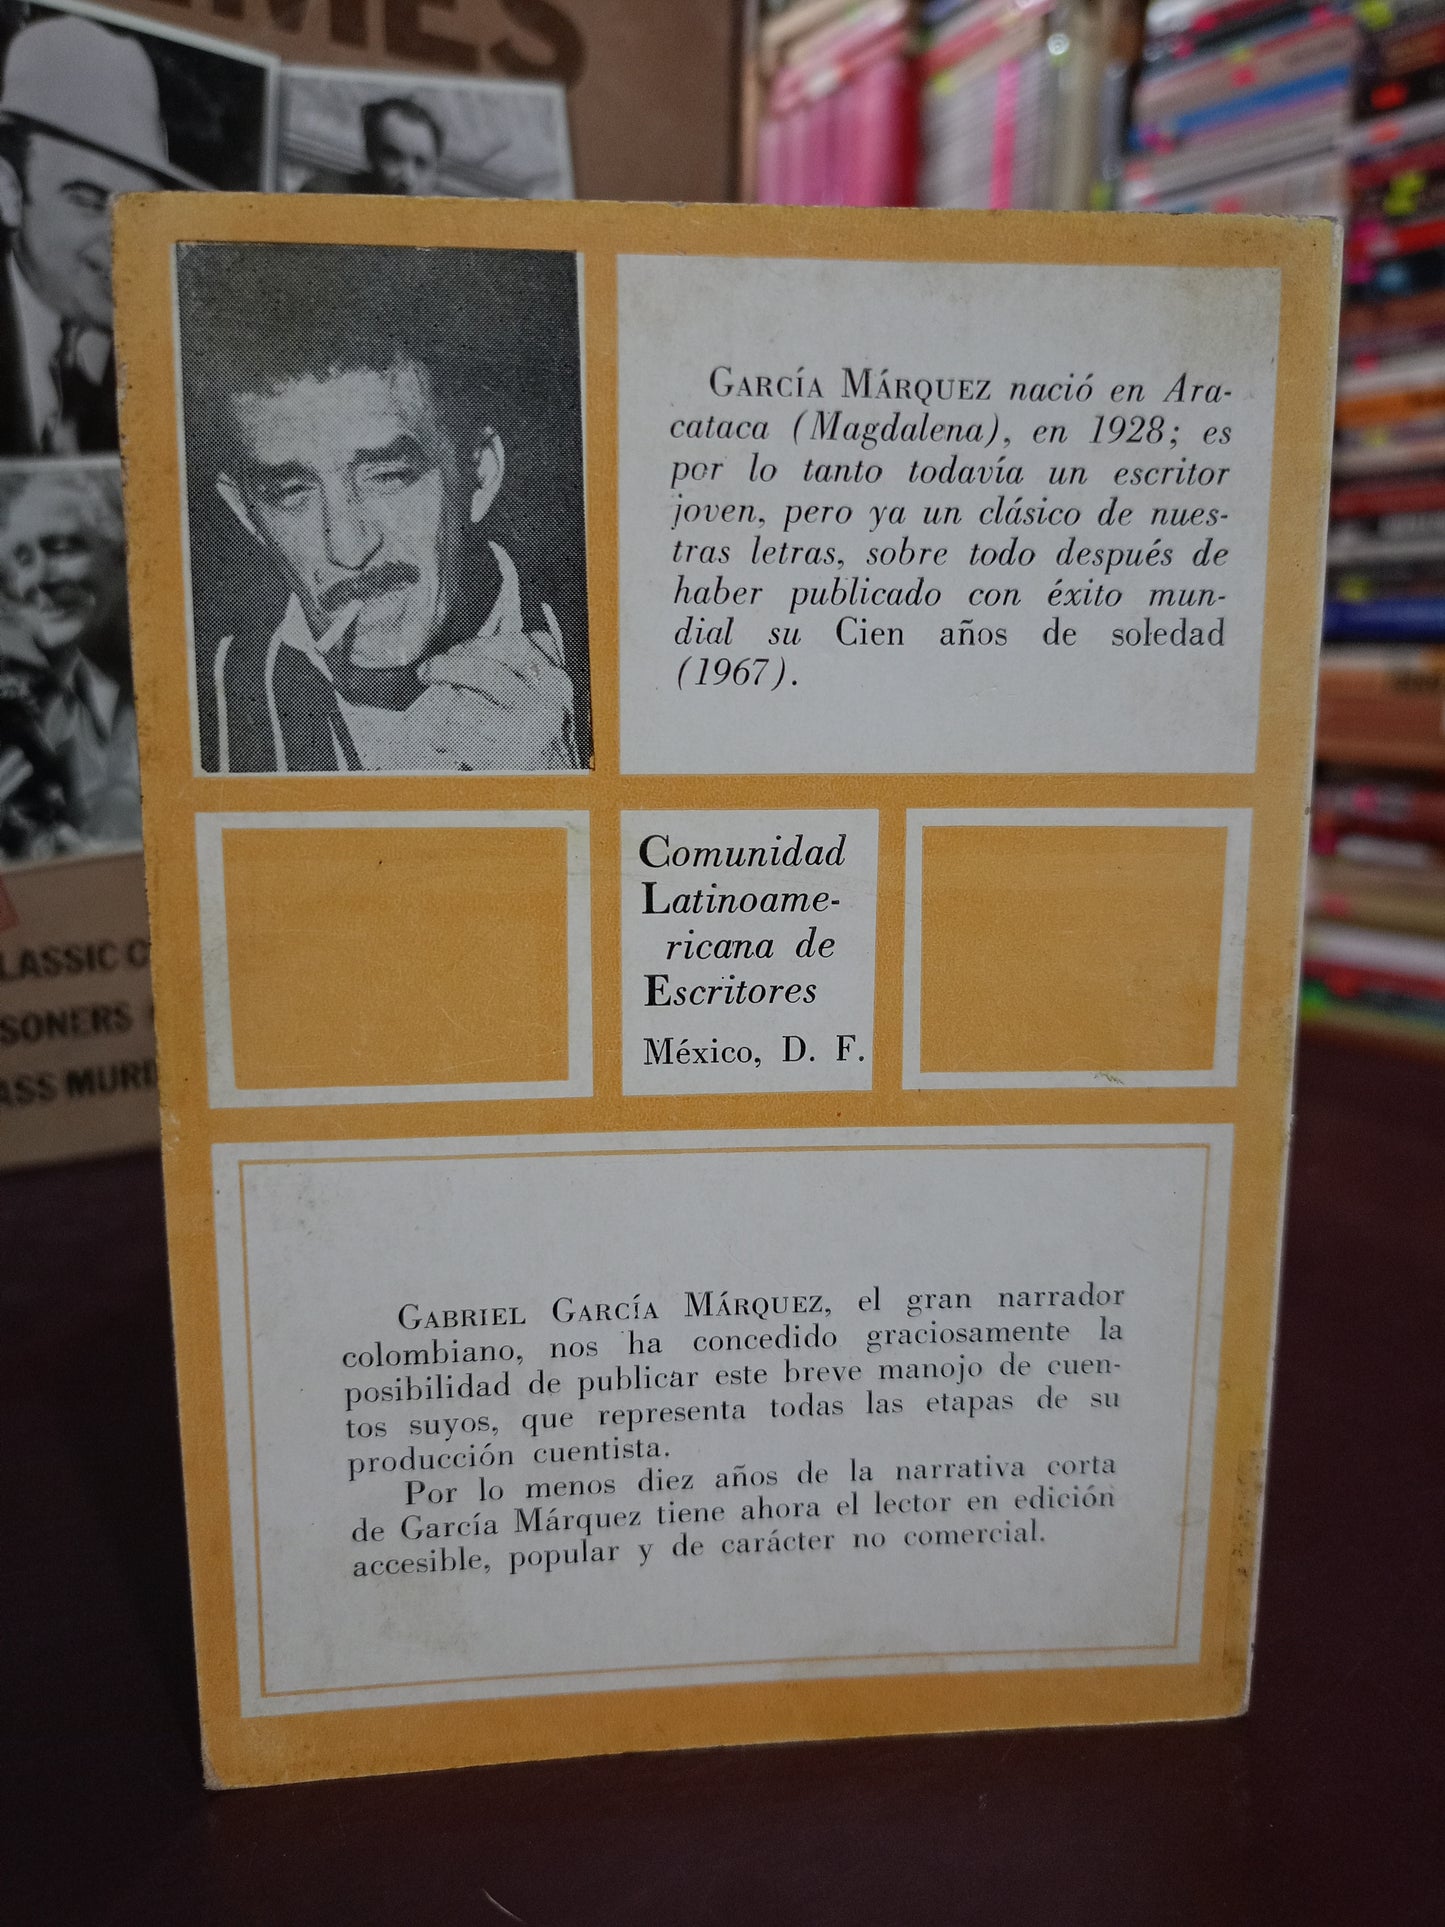 GARCÍA MÁRQUEZ nació en Ara-
cataca (Magdalena), en 1928; es
por lo tanto todavía un escritor
joven, pero ya un clásico de nues-
tras letras, sobre todo después de
haber publicado con éxito mun-
dial su Cien años de soledad
(1967).
Comunidad
Latinoame-
ricana de
Escritores
México, D. F.
GABRIEL GARCÍA MÁRQUEZ, el gran narrador
colombiano, nos ha concedido graciosamente la
posibilidad de publicar este breve manojo de cuen-
tos suyos, que representa todas las etapas de su
producción cuentista.
Por lo menos diez años de la narrativa corta
de García Márquez tiene ahora el lector en edición
accesible, popular y de carácter no comercial.